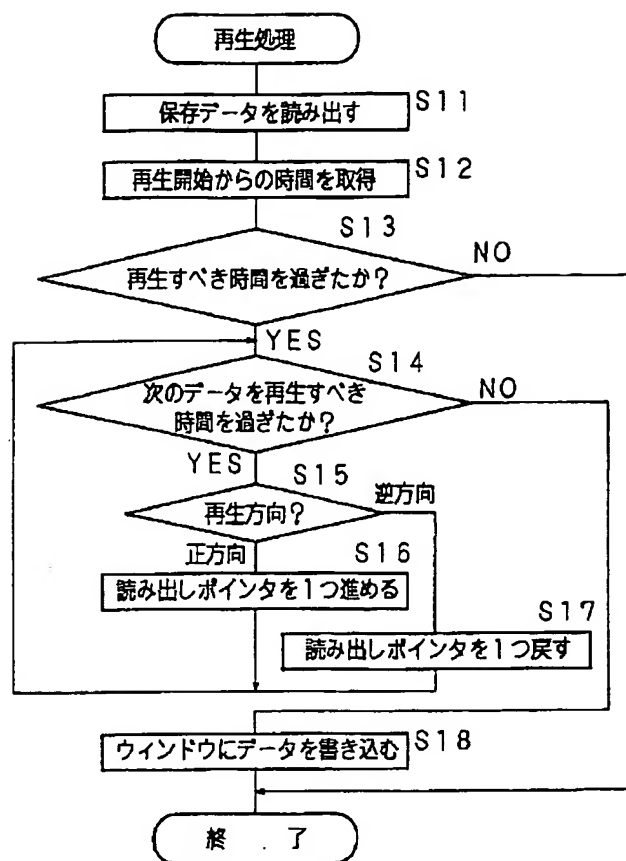 再生処理
保存データを読み出す
S11
再生開始からの時間を取得
S12
S13
再生すべき時間を過ぎたか?
NO
YES
S14
次のデータを再生すべき
時間を過ぎたか?
NO
YES
S15
再生方向?
逆方向
正方向
S16
読み出しポインタを1つ進める
S17
読み出しポインタを1つ戻す
ウィンドウにデータを書き込む
S18
終 . 了